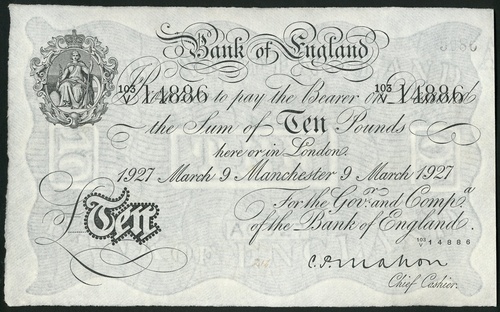 Bank of England
103/V 14886 103/V 14886
I Promise to pay the Bearer on Demand
the Sum of Ten Pounds
here or in London.
1927 March 9 Manchester 9 March 1927
For the Govr. and Compa.
of the Bank of England.
£Ten
103/V 14886
C.P. Mahon
Chief Cashier.